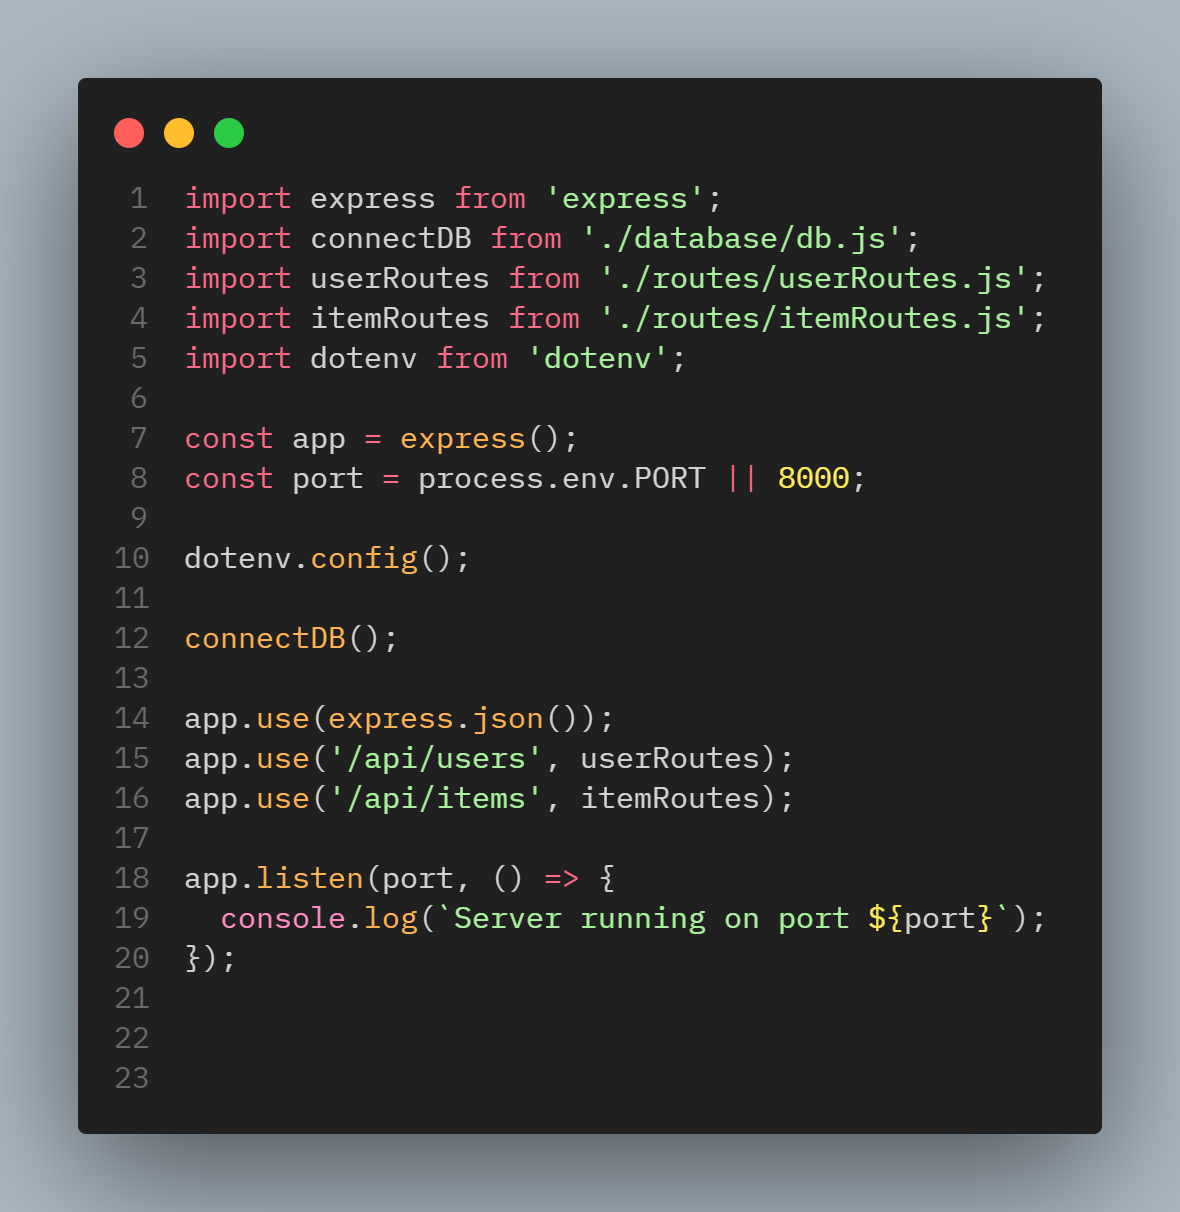 1 import express from 'express';
2 import connectDB from './database/db.js';
3 import userRoutes from './routes/userRoutes.js';
4 import itemRoutes from './routes/itemRoutes.js';
5 import dotenv from 'dotenv';
6
7 const app = express();
8 const port = process.env.PORT || 8000;
9
10 dotenv.config();
11
12 connectDB();
13
14 app.use(express.json());
15 app.use('/api/users', userRoutes);
16 app.use('/api/items', itemRoutes);
17
18 app.listen(port, () => {
19   console.log(`Server running on port ${port}`);
20 });
21
22
23